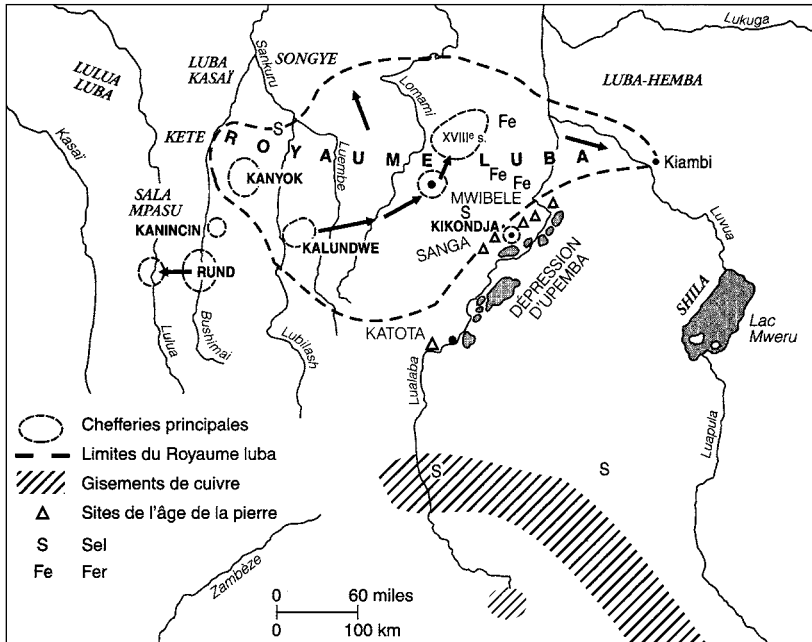 Lukuga
LULUA
LUBA
LUBA
KASAÏ
Sankuru
SONGYE
Lomami
LUBA-HEMBA
Kasaï
KETE
S
XVIIIe s.
Fe
ROYAUME LUBA
Luembe
Kiambi
KANYOK
Fe
Fe
SALA
MPASU
MWIBELE
S
KANINCIN
KIKONDJA
Luvua
KALUNDWE
SANGA
RUND
DÉPRESSION
D'UPEMBA
SHILA
Lac
Mweru
KATOTA
Lulua
Bushimai
Lubilash
Lualaba
Luapula
Chefferies principales
Limites du Royaume luba
Gisements de cuivre
Sites de l'âge de la pierre
S Sel
Fe Fer
S
S
Zambèze
0 60 miles
0 100 km